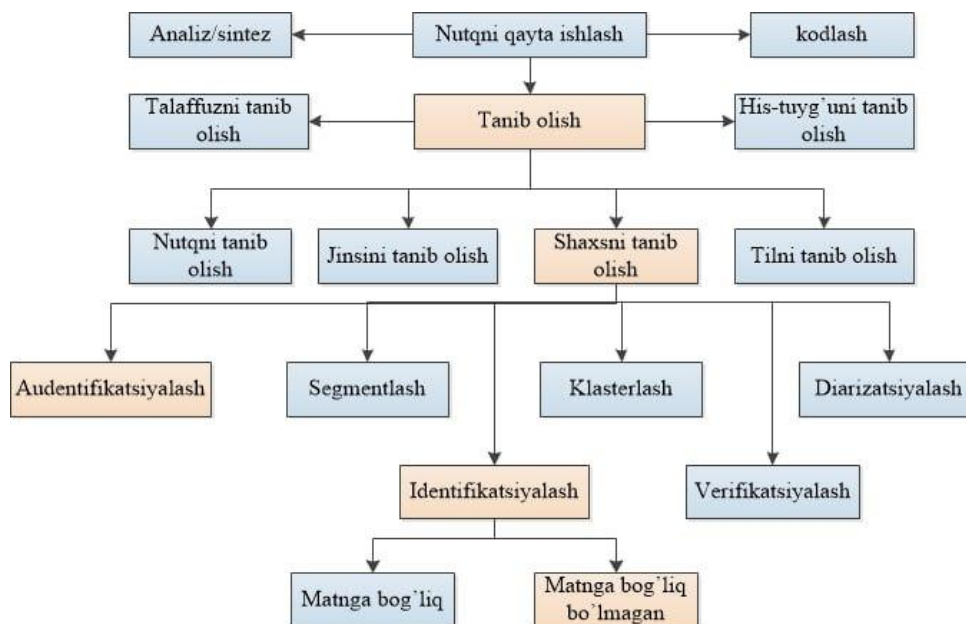 Analiz/sintez
Nutqni qayta ishlash
kodlash
Talaffuzni tanib
olish
Tanib olish
His-tuyg’uni tanib
olish
Nutqni tanib
olish
Jinsini tanib olish
Shaxsni tanib
olish
Tilni tanib olish
Audentifikatsiyalash
Segmentlash
Klasterlash
Diarizatsiyalash
Identifikatsiyalash
Verifikatsiyalash
Matnga bog’liq
Matnga bog’liq
bo’lmagan